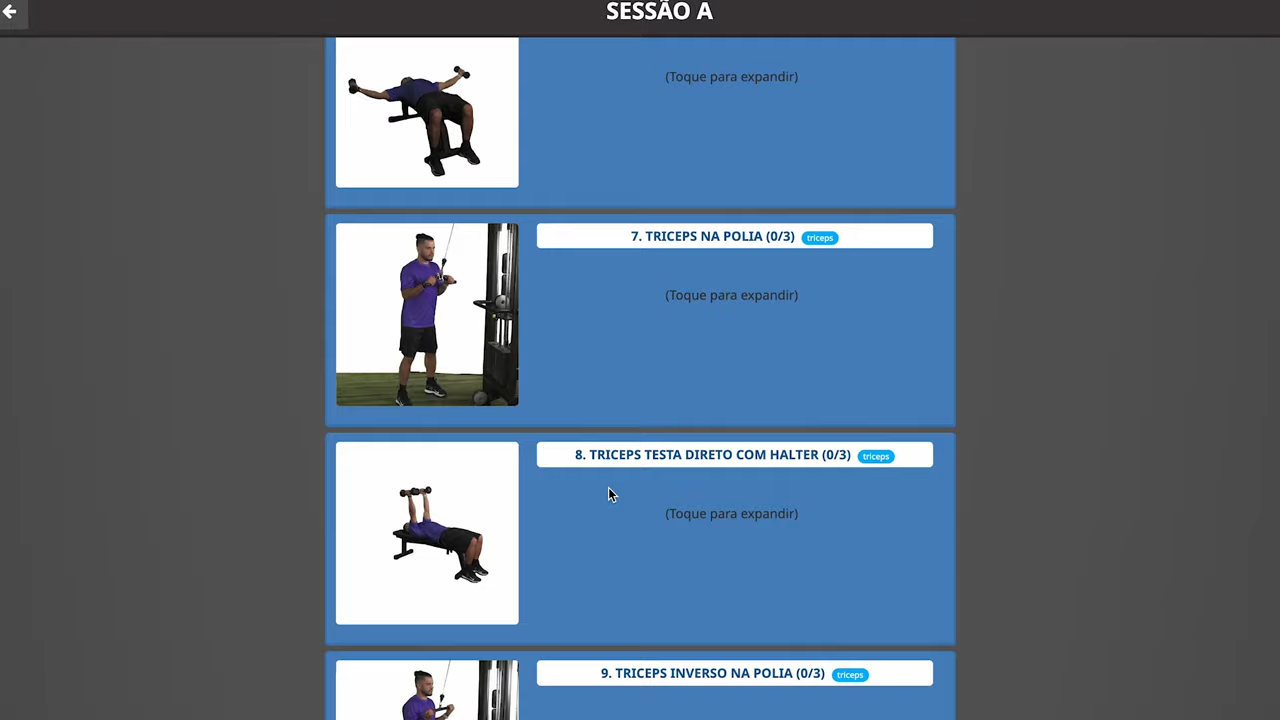 SESSÃO A
(Toque para expandir)
7. TRICEPS NA POLIA (0/3) triceps
(Toque para expandir)
8. TRICEPS TESTA DIRETO COM HALTER (0/3) triceps
(Toque para expandir)
9. TRICEPS INVERSO NA POLIA (0/3) triceps